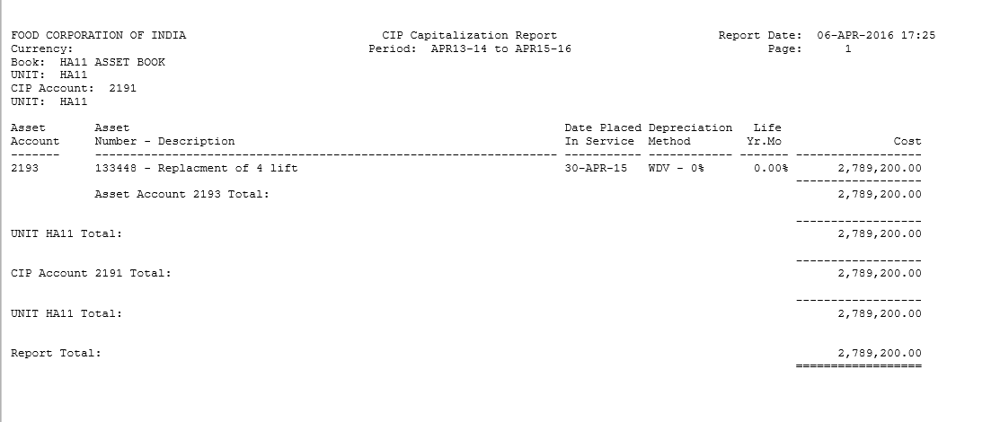 FOOD CORPORATION OF INDIA CIP Capitalization Report Report Date: 06-APR-2016 17:25
Currency: Period: APR13-14 to APR15-16 Page: 1
Book: HA11 ASSET BOOK
UNIT: HA11
CIP Account: 2191
UNIT: HA11
Asset Asset Date Placed Depreciation Life
Account Number - Description In Service Method Yr.Mo Cost
2193 133448 - Replacment of 4 lift 30-APR-15 WDV - 0% 0.00% 2,789,200.00
Asset Account 2193 Total: 2,789,200.00
UNIT HA11 Total: 2,789,200.00
CIP Account 2191 Total: 2,789,200.00
UNIT HA11 Total: 2,789,200.00
Report Total: 2,789,200.00